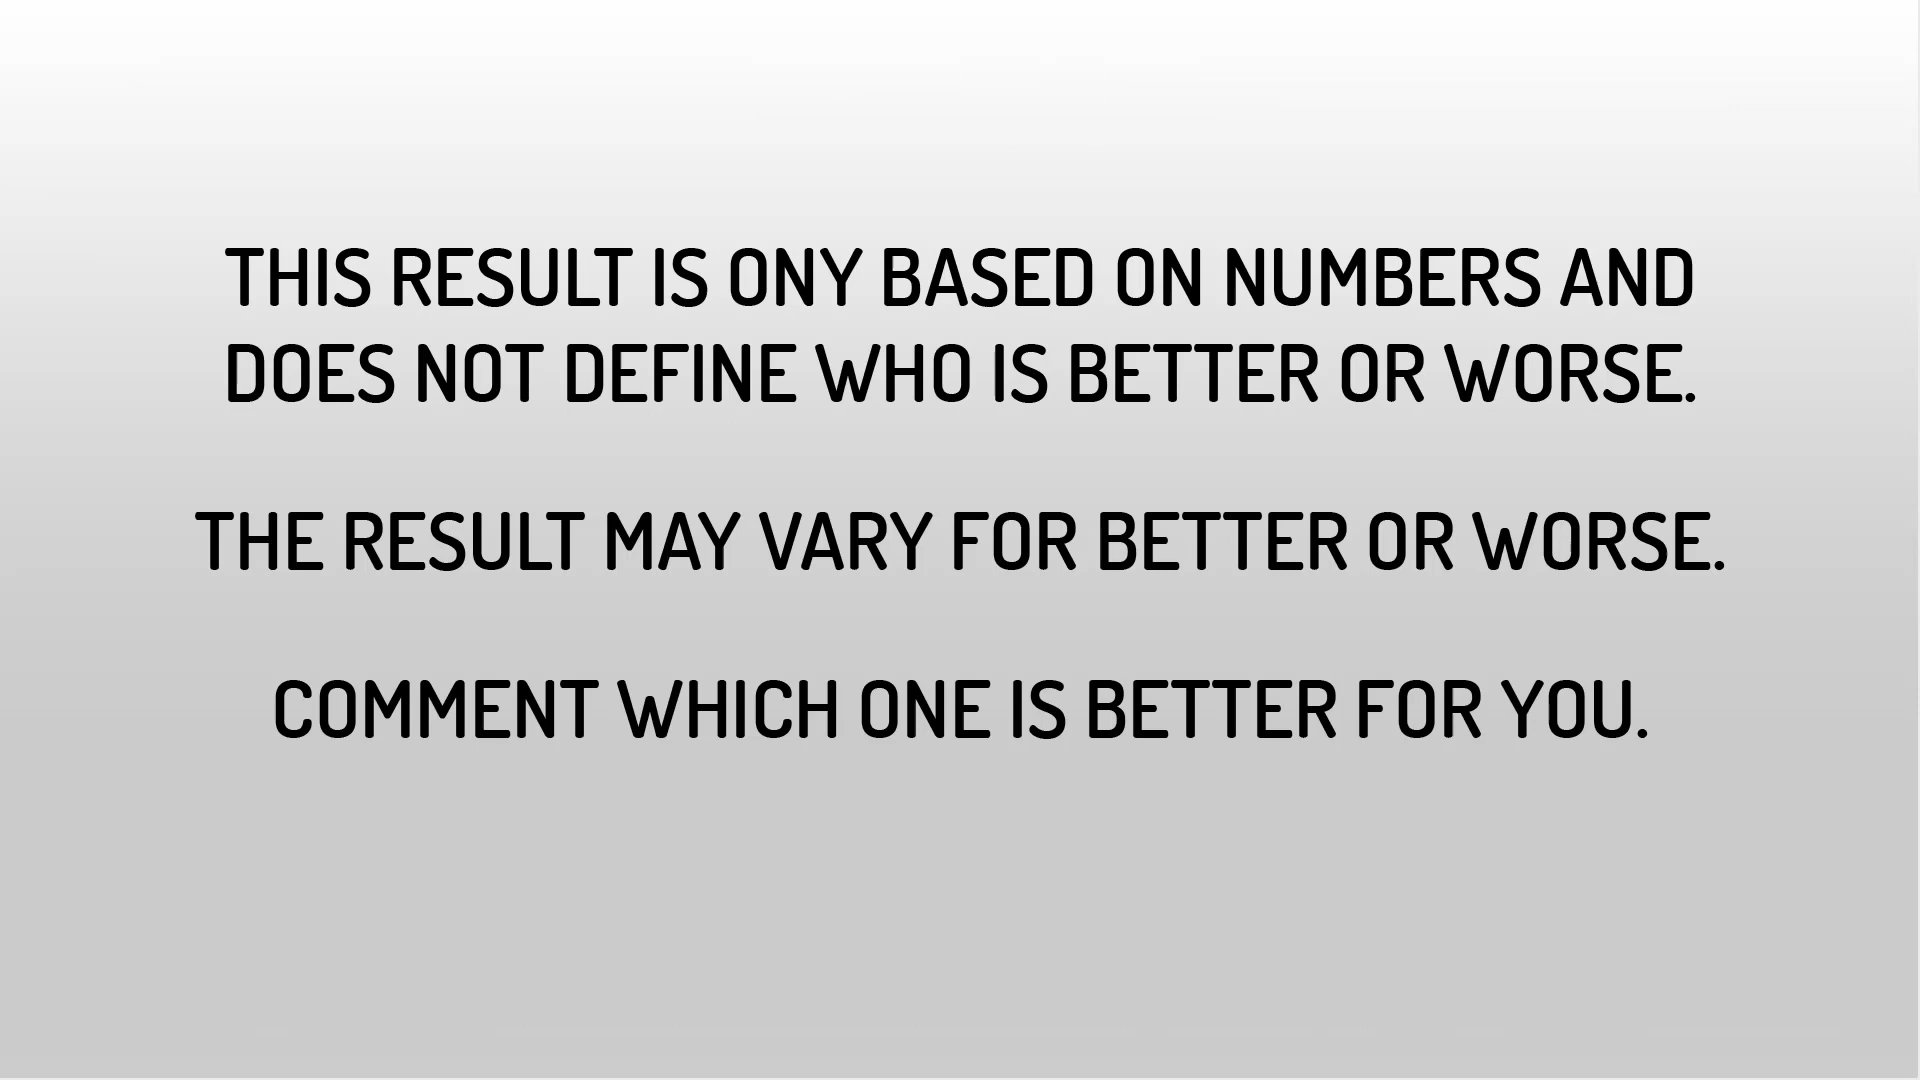 THIS RESULT IS ONY BASED ON NUMBERS AND
DOES NOT DEFINE WHO IS BETTER OR WORSE.
THE RESULT MAY VARY FOR BETTER OR WORSE.
COMMENT WHICH ONE IS BETTER FOR YOU.